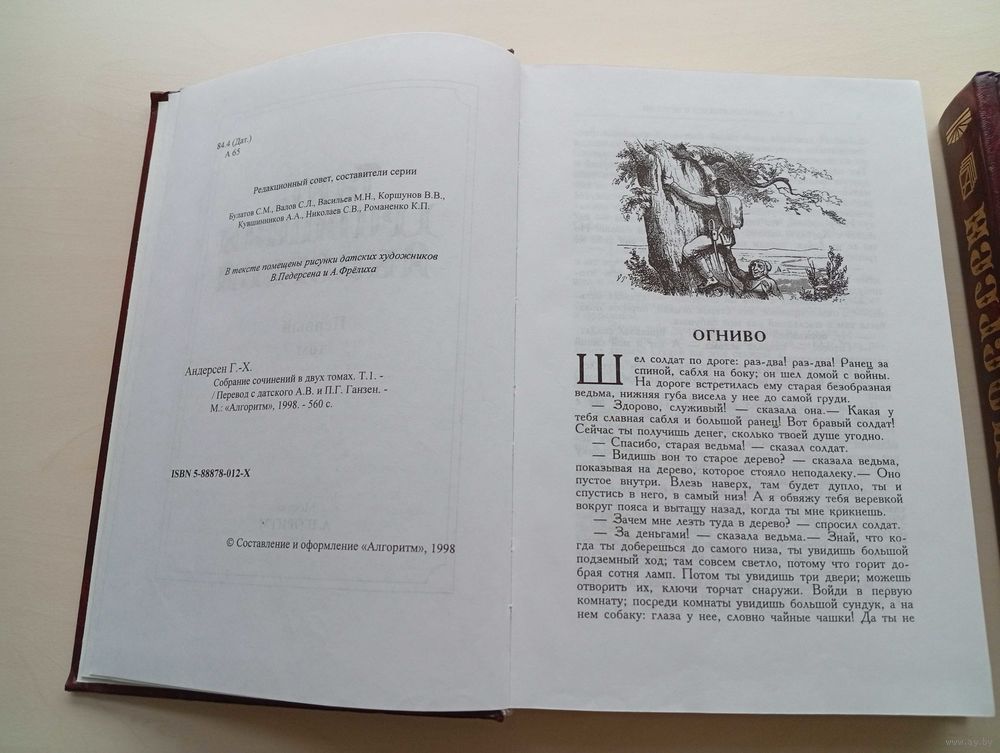 84.4 (Дат.)
А 65
Редакционный совет, составители серии
Булатов С.М., Валов С.Л., Васильев М.Н., Коршунов В.В.,
Кувшинников А.А., Николаев С.В., Романенко К.П.
В тексте помещены рисунки датских художников
В.Педерсена и А.Фрёлиха
Андерсен Г.-Х.
Собрание сочинений в двух томах. Т.1. -
/ Перевод с датского А.В. и П.Г. Ганзен. -
М.: «Алгоритм», 1998. - 560 с.
ISBN 5-88878-012-X
© Составление и оформление «Алгоритм», 1998
ОГНИВО
Шел солдат по дроге: раз-два! раз-два! Ранец за
спиной, сабля на боку; он шел домой с войны.
На дороге встретилась ему старая безобразная
ведьма, нижняя губа висела у нее до самой груди.
— Здорово, служивый! — сказала она.— Какая у
тебя славная сабля и большой ранец! Вот бравый солдат!
Сейчас ты получишь денег, сколько твоей душе угодно.
— Спасибо, старая ведьма! — сказал солдат.
— Видишь вон то старое дерево? — сказала ведьма,
показывая на дерево, которое стояло неподалеку.— Оно
пустое внутри. Влезь наверх, там будет дупло, ты и
спустись в него, в самый низ! А я обвяжу тебя веревкой
вокруг пояса и вытащу назад, когда ты мне крикнешь.
— Зачем мне лезть туда в дерево? — спросил солдат.
— За деньгами! — сказала ведьма.— Знай, что ко-
гда ты доберешься до самого низа, ты увидишь большой
подземный ход; там совсем светло, потому что горит до-
брая сотня ламп. Потом ты увидишь три двери; можешь
отворить их, ключи торчат снаружи. Войди в первую
комнату; посреди комнаты увидишь большой сундук, а на
нем собаку: глаза у нее, словно чайные чашки! Да ты не
www.ay.by